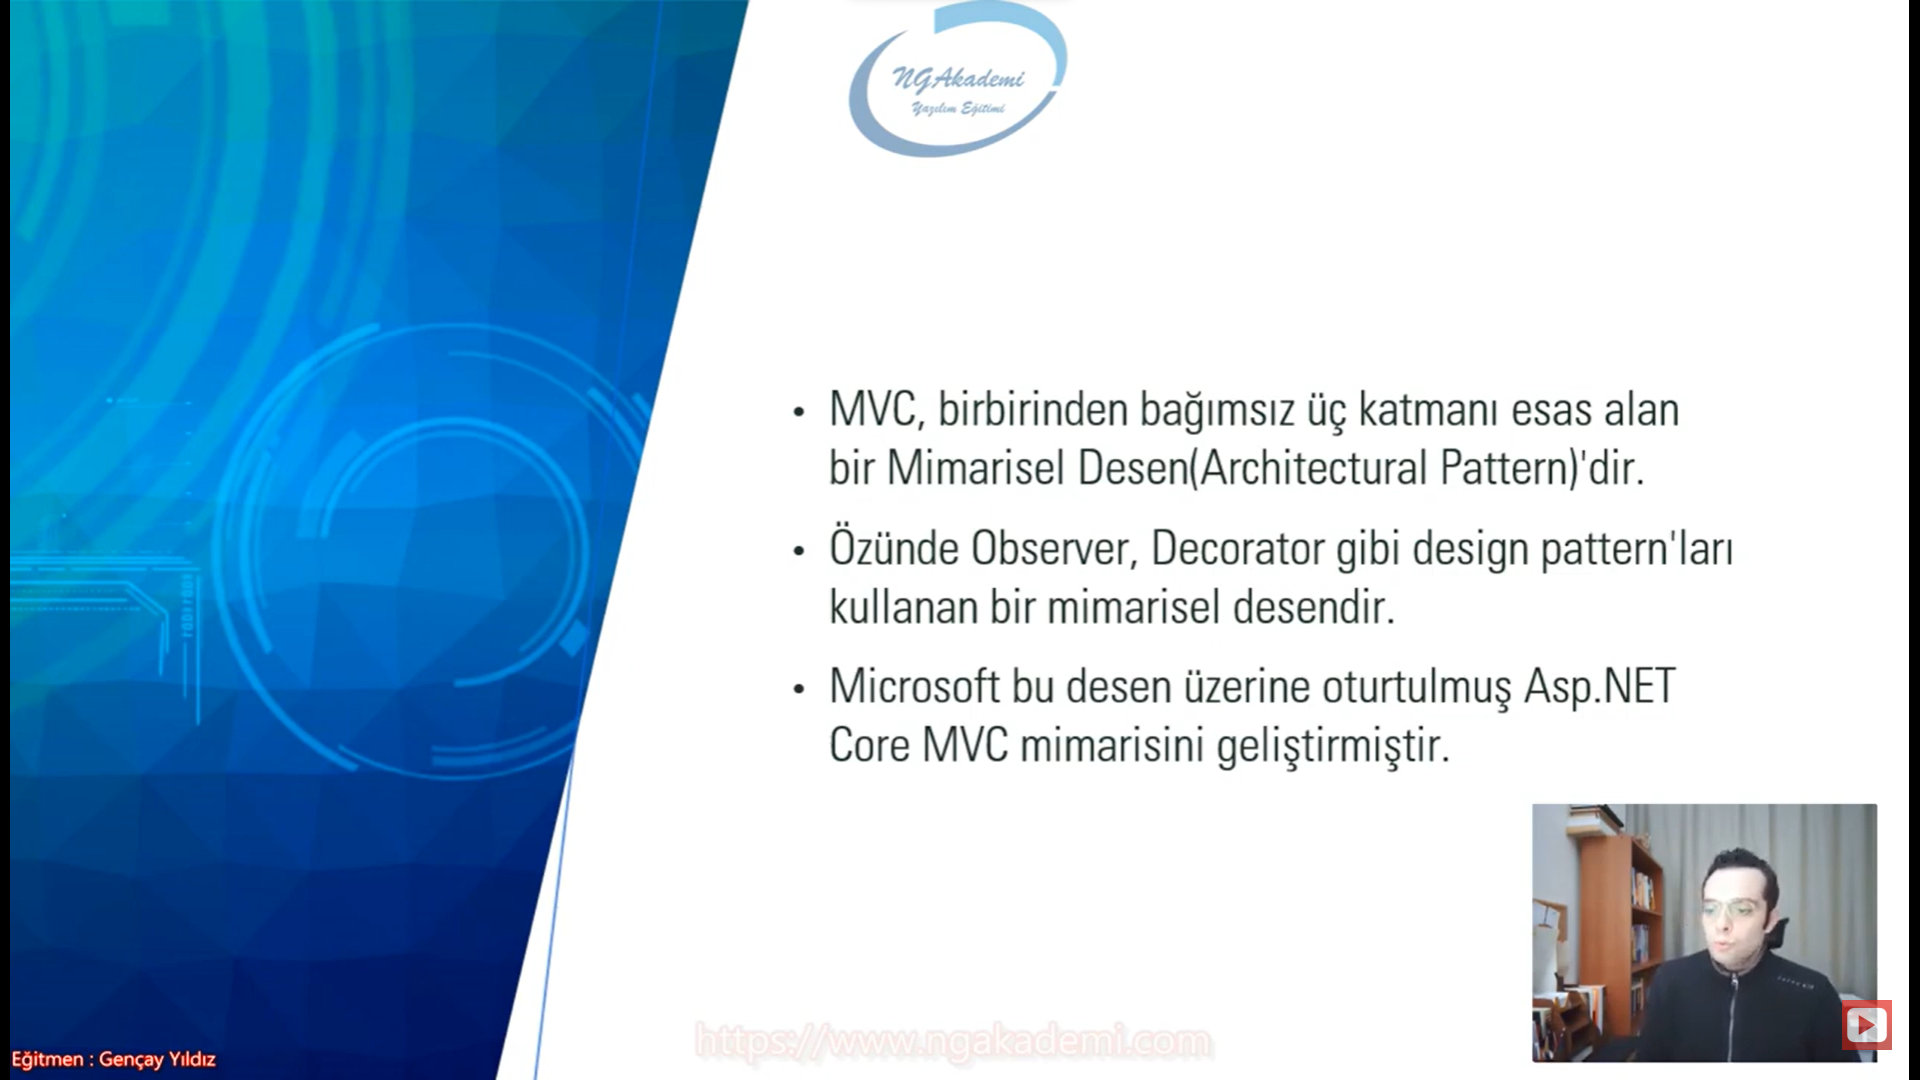 NGAkademi
Yazılım Eğitimi
• MVC, birbirinden bağımsız üç katmanı esas alan
bir Mimarisel Desen(Architectural Pattern)'dir.
• Özünde Observer, Decorator gibi design pattern'ları
kullanan bir mimarisel desendir.
• Microsoft bu desen üzerine oturtulmuş Asp.NET
Core MVC mimarisini geliştirmiştir.
https://www.ngakademi.com
Eğitmen : Gençay Yıldız